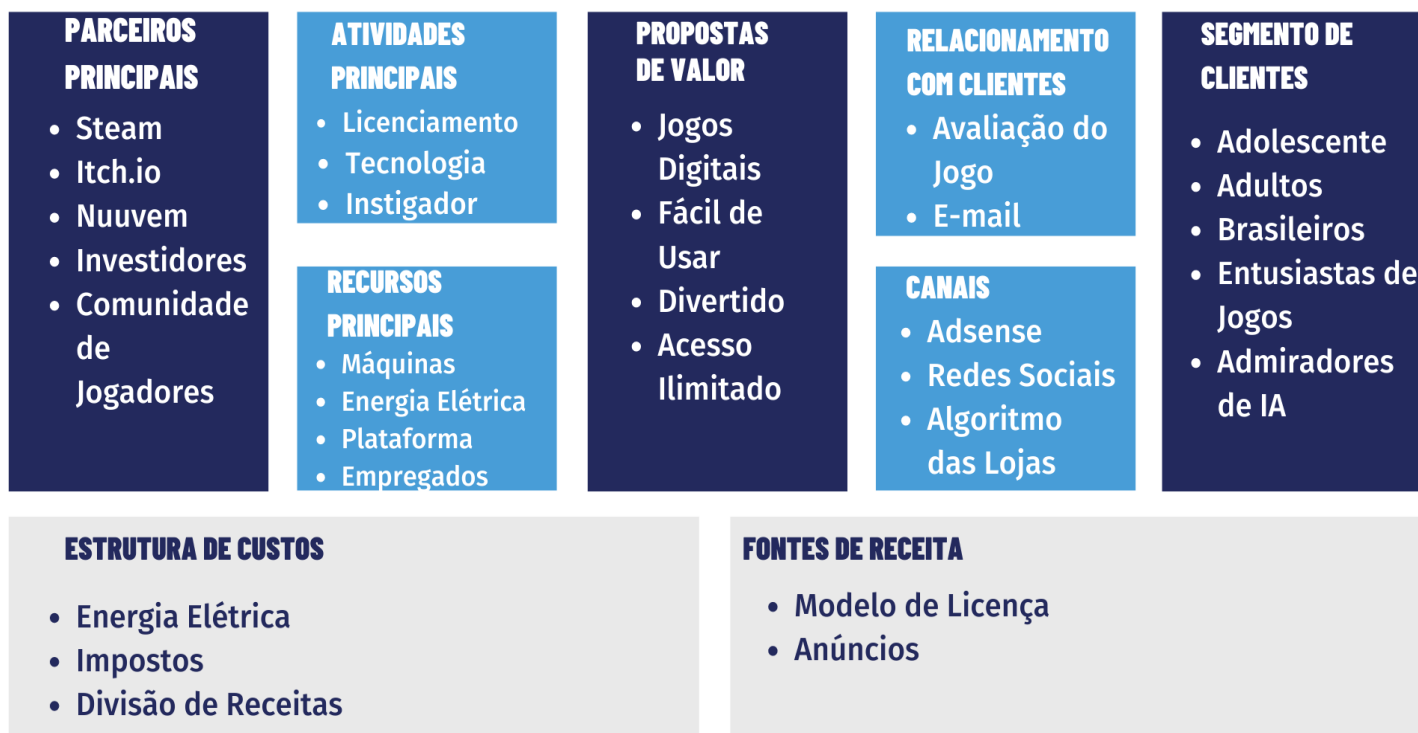 PARCEIROS
PRINCIPAIS
• Steam
• Itch.io
• Nuuvem
• Investidores
• Comunidade
de
Jogadores
ATIVIDADES
PRINCIPAIS
• Licenciamento
• Tecnologia
• Instigador
RECURSOS
PRINCIPAIS
• Máquinas
• Energia Elétrica
• Plataforma
• Empregados
PROPOSTAS
DE VALOR
• Jogos
Digitais
• Fácil de
Usar
• Divertido
• Acesso
Ilimitado
RELACIONAMENTO
COM CLIENTES
• Avaliação do
Jogo
• E-mail
CANAIS
• Adsense
• Redes Sociais
• Algoritmo
das Lojas
SEGMENTO DE
CLIENTES
• Adolescente
• Adultos
• Brasileiros
• Entusiastas de
Jogos
• Admiradores
de IA
ESTRUTURA DE CUSTOS
• Energia Elétrica
• Impostos
• Divisão de Receitas
FONTES DE RECEITA
• Modelo de Licença
• Anúncios